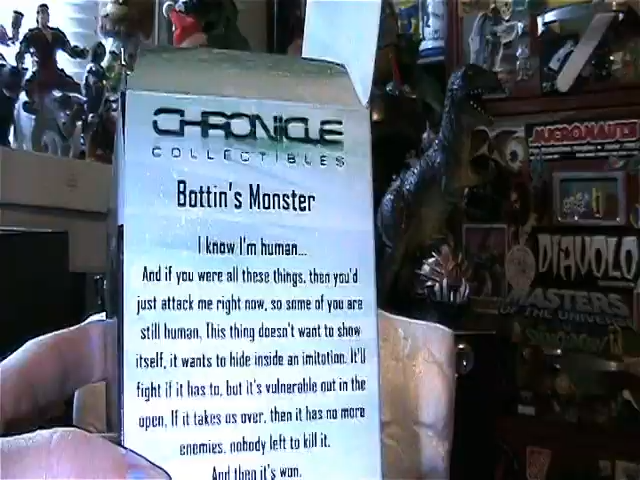 CHRONICLE
COLLECTIBLES
Bottin's Monster
I know I'm human...
And if you were all these things, then you'd
just attack me right now, so some of you are
still human. This thing doesn't want to show
itself, it wants to hide inside an imitation. It'll
fight if it has to, but it's vulnerable out in the
open. If it takes us over, then it has no more
enemies, nobody left to kill it.
And then it's won.
MICRONAUTS
DIAVOLO
MASTERS
OF THE UNIVERSE